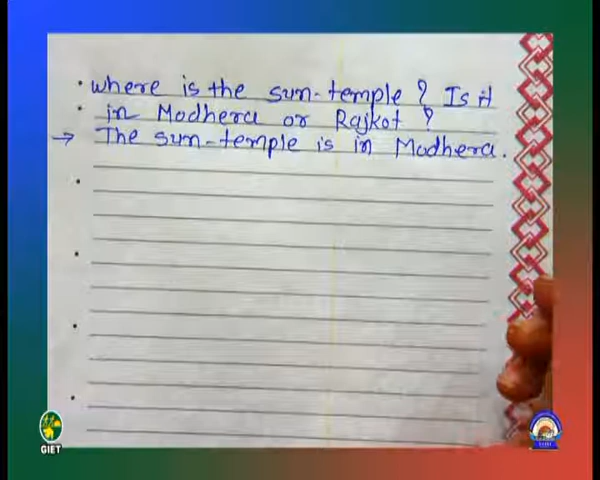 where is the sun-temple? Is it
in Modhera or Rajkot?
→ The sun-temple is in Modhera.
GIET